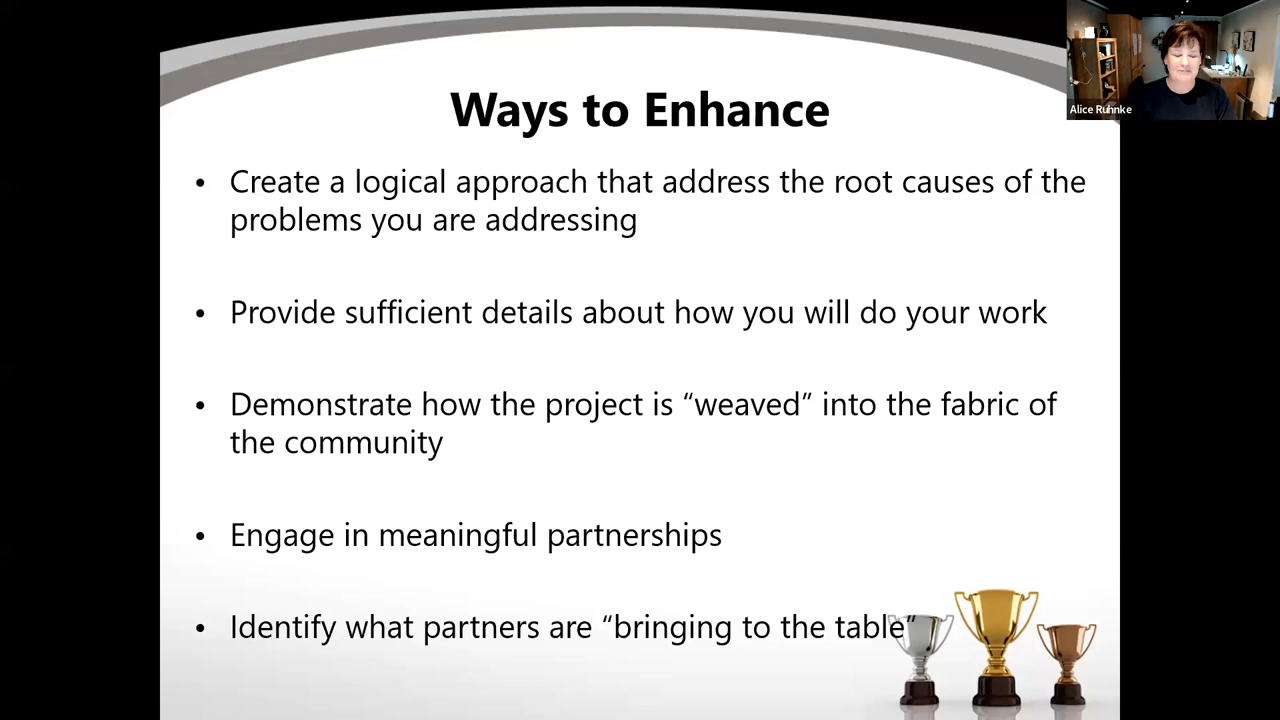 Ways to Enhance
• Create a logical approach that address the root causes of the
problems you are addressing
• Provide sufficient details about how you will do your work
• Demonstrate how the project is “weaved” into the fabric of
the community
• Engage in meaningful partnerships
• Identify what partners are “bringing to the table”
Alice Ruhnke